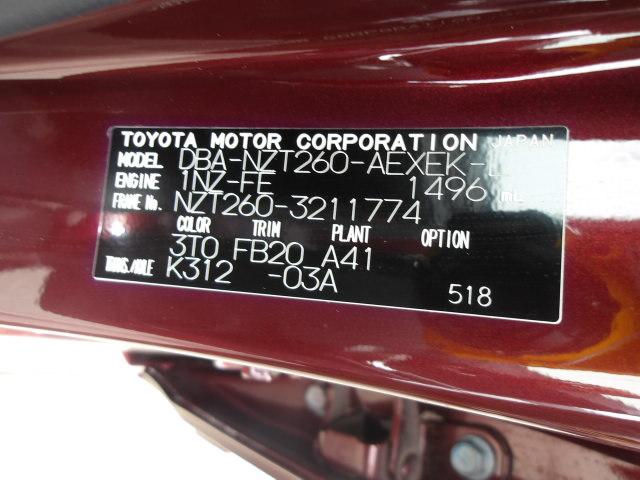 TOYOTA MOTOR CORPORATION JAPAN
MODEL DBA-NZT260-AEXEK-
ENGINE 1NZ-FE 1496 mL
FRAME No. NZT260-3211774
COLOR TRIM PLANT OPTION
3T0 FB20 A41
TRANS./AXLE K312 -03A
518